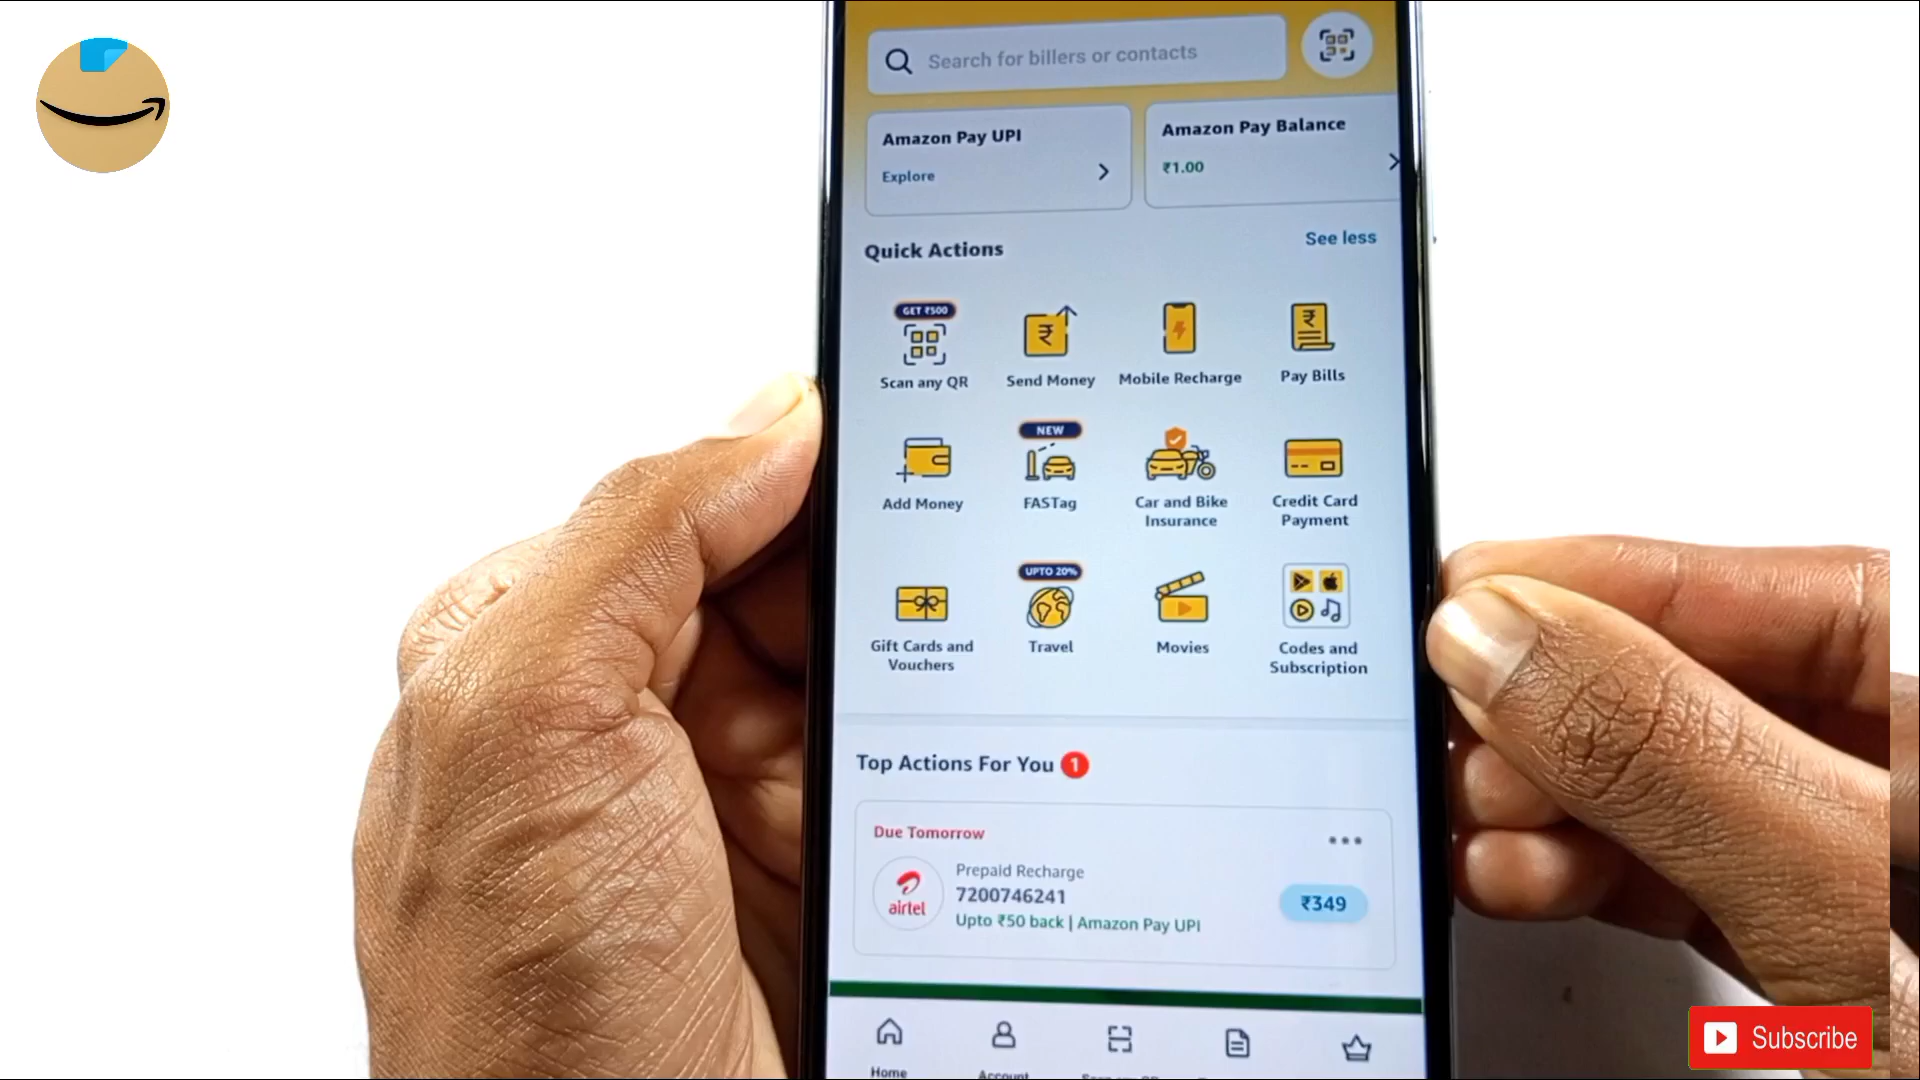 Search for billers or contacts
Amazon Pay UPI
Explore
Amazon Pay Balance
₹1.00
Quick Actions
See less
GET ₹500
Scan any QR
Send Money
Mobile Recharge
Pay Bills
Add Money
NEW
FASTag
Car and Bike
Insurance
Credit Card
Payment
Gift Cards and
Vouchers
UPTO 20%
Travel
Movies
Codes and
Subscription
Top Actions For You 1
Due Tomorrow
airtel
Prepaid Recharge
7200746241
Upto ₹50 back | Amazon Pay UPI
₹349
Home
Account
Subscribe